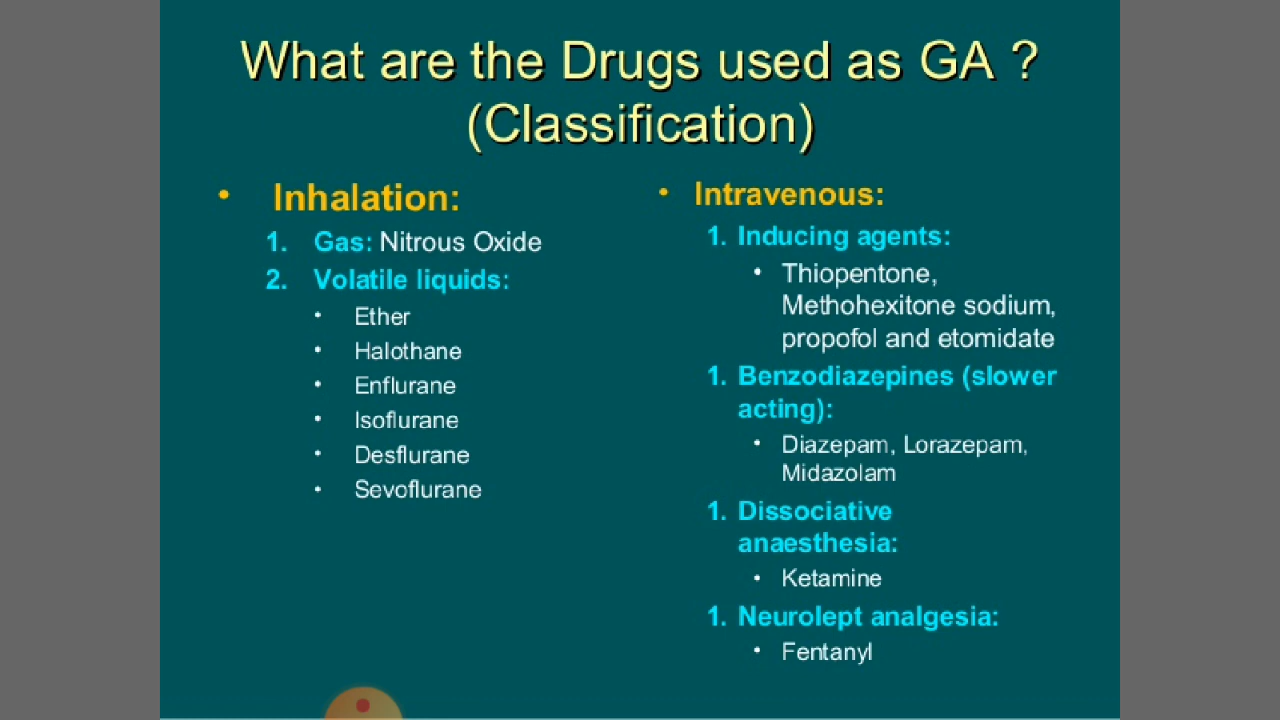 What are the Drugs used as GA ?
(Classification)
• Inhalation:
1. Gas: Nitrous Oxide
2. Volatile liquids:
• Ether
• Halothane
• Enflurane
• Isoflurane
• Desflurane
• Sevoflurane
• Intravenous:
1. Inducing agents:
• Thiopentone,
Methohexitone sodium,
propofol and etomidate
1. Benzodiazepines (slower
acting):
• Diazepam, Lorazepam,
Midazolam
1. Dissociative
anaesthesia:
• Ketamine
1. Neurolept analgesia:
• Fentanyl